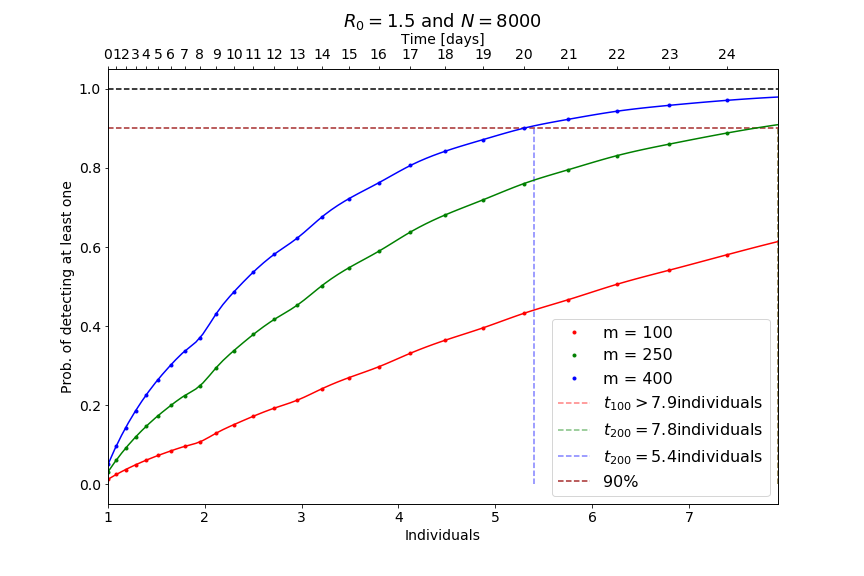 R₀ = 1.5 and N = 8000
Time [days]
0 1 2 3 4 5 6 7 8 9 10 11 12 13 14 15 16 17 18 19 20 21 22 23 24
1.0
0.8
0.6
0.4
0.2
0.0
Prob. of detecting at least one
m = 100
m = 250
m = 400
t₁₀₀ > 7.9individuals
t₂₀₀ = 7.8individuals
t₂₀₀ = 5.4individuals
90%
1 2 3 4 5 6 7
Individuals